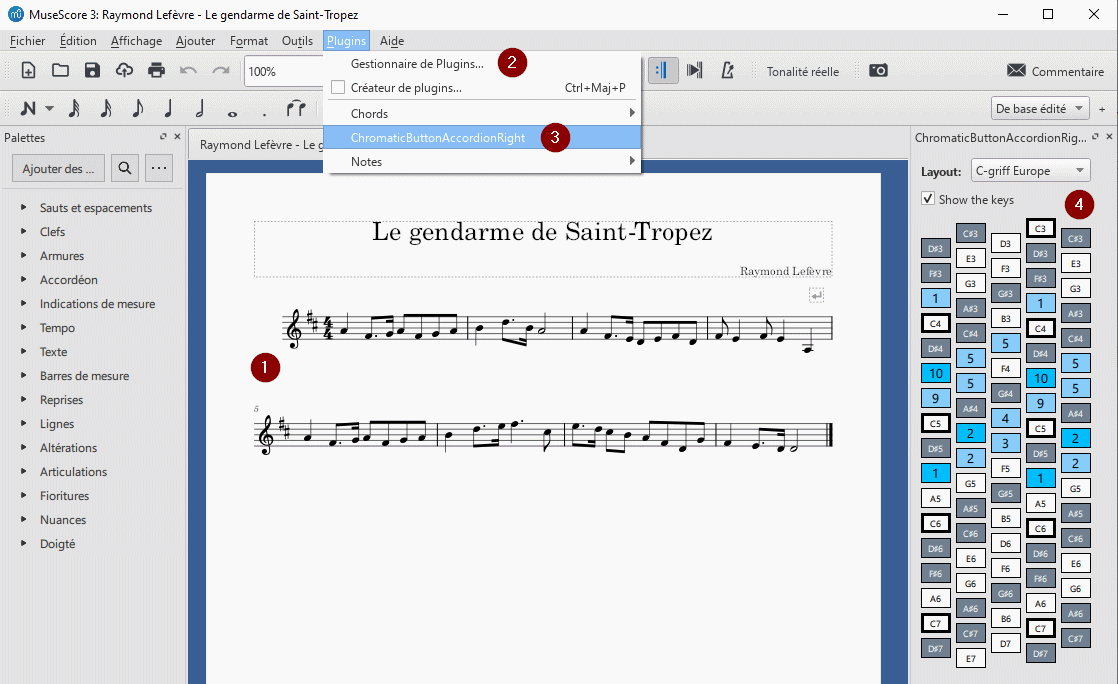 MuseScore 3: Raymond Lefèvre - Le gendarme de Saint-Tropez
Fichier Édition Affichage Ajouter Format Outils Plugins Aide
100%
Tonalité réelle
Commentaire
Gestionnaire de Plugins... 2
Créateur de plugins... Ctrl+Maj+P
Chords
ChromaticButtonAccordionRight 3
Notes
De base édité
+
Palettes
Ajouter des ...
...
Sauts et espacements
Clefs
Armures
Accordéon
Indications de mesure
Tempo
Texte
Barres de mesure
Reprises
Lignes
Altérations
Articulations
Fioritures
Nuances
Doigté
Raymond Lefèvre - Le g
Le gendarme de Saint-Tropez
Raymond Lefèvre
4
4
1
5
ChromaticButtonAccordionRig...
Layout: C-griff Europe
Show the keys
4
D#3
F#3
1
C4
D#4
10
9
C5
D#5
1
A5
C6
D#6
F#6
A6
C7
D#7
C#3
E3
G3
A#3
C#4
5
5
A#4
2
2
G5
A#5
C#6
E6
G6
A#6
C#7
E7
D3
F3
G#3
B3
5
F4
G#4
4
3
F5
G#5
B5
D6
F6
G#6
B6
D7
C3
D#3
F#3
1
C4
D#4
10
9
C5
D#5
1
A5
C6
D#6
F#6
A6
C7
D#7
C#3
E3
G3
A#3
C#4
5
5
A#4
2
2
G5
A#5
C#6
E6
G6
A#6
C#7